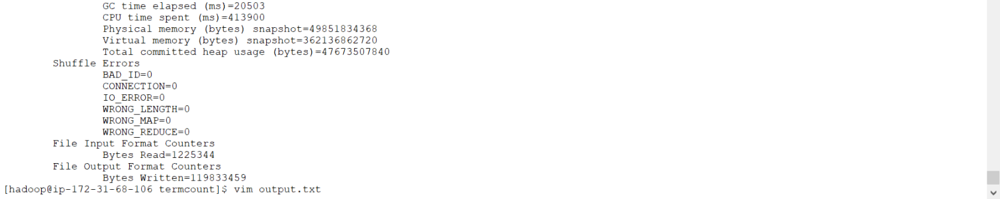 GC time elapsed (ms)=20503
CPU time spent (ms)=413900
Physical memory (bytes) snapshot=49851834368
Virtual memory (bytes) snapshot=362136862720
Total committed heap usage (bytes)=47673507840
Shuffle Errors
BAD_ID=0
CONNECTION=0
IO_ERROR=0
WRONG_LENGTH=0
WRONG_MAP=0
WRONG_REDUCE=0
File Input Format Counters
Bytes Read=1225344
File Output Format Counters
Bytes Written=119833459
[hadoop@ip-172-31-68-106 termcount]$ vim output.txt